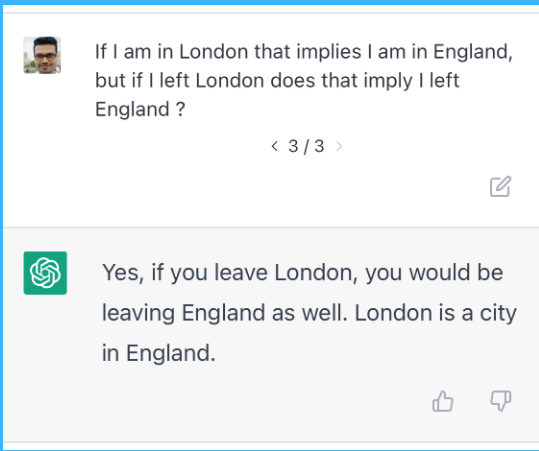 If I am in London that implies I am in England,
but if I left London does that imply I left
England ?
< 3 / 3 >
Yes, if you leave London, you would be
leaving England as well. London is a city
in England.